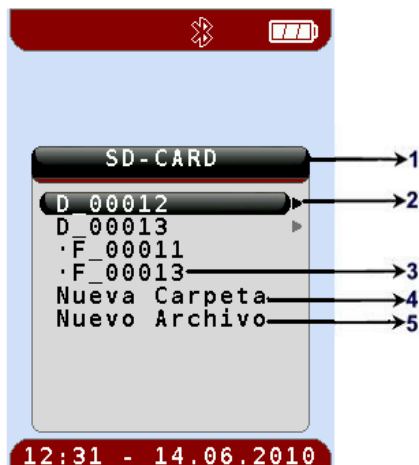 SD-CARD
1
D_00012
2
D_00013
·F_00011
·F_00013
3
Nueva Carpeta
4
Nuevo Archivo
5
12:31 - 14.06.2010